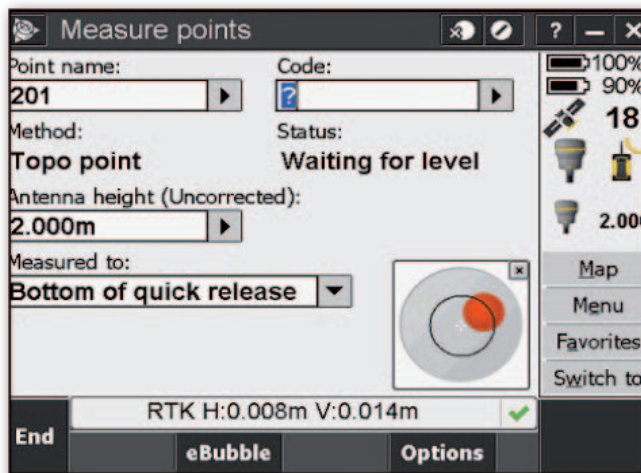 Measure points
?
Point name:
Code:
100%
201
?
90%
Method:
Status:
18
Topo point
Waiting for level
Antenna height (Uncorrected):
2.000m
2.000
Measured to:
Bottom of quick release
Map
Menu
Favorites
Switch to
RTK H:0.008m V:0.014m
End
eBubble
Options